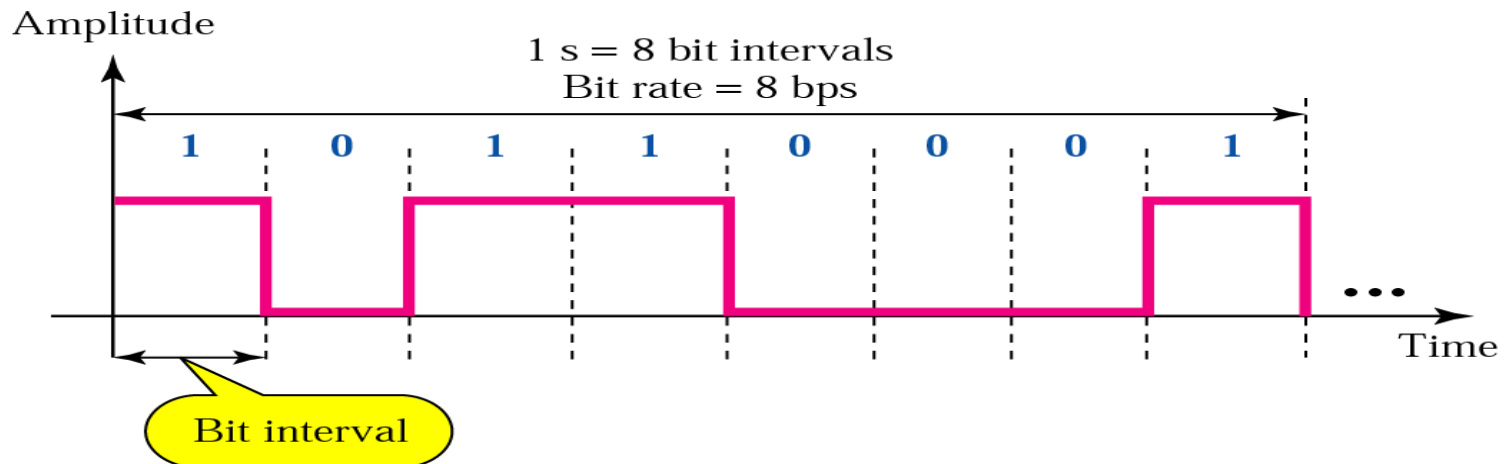 Amplitude
1 s = 8 bit intervals
Bit rate = 8 bps
1 0 1 1 0 0 0 1
Time
Bit interval